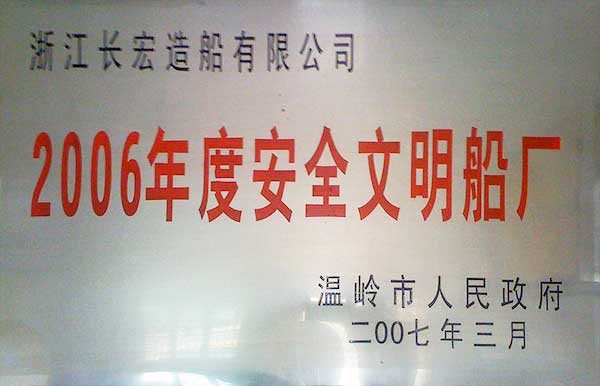 浙江长宏造船有限公司
2006年度安全文明船厂
温岭市人民政府
二00七年三月